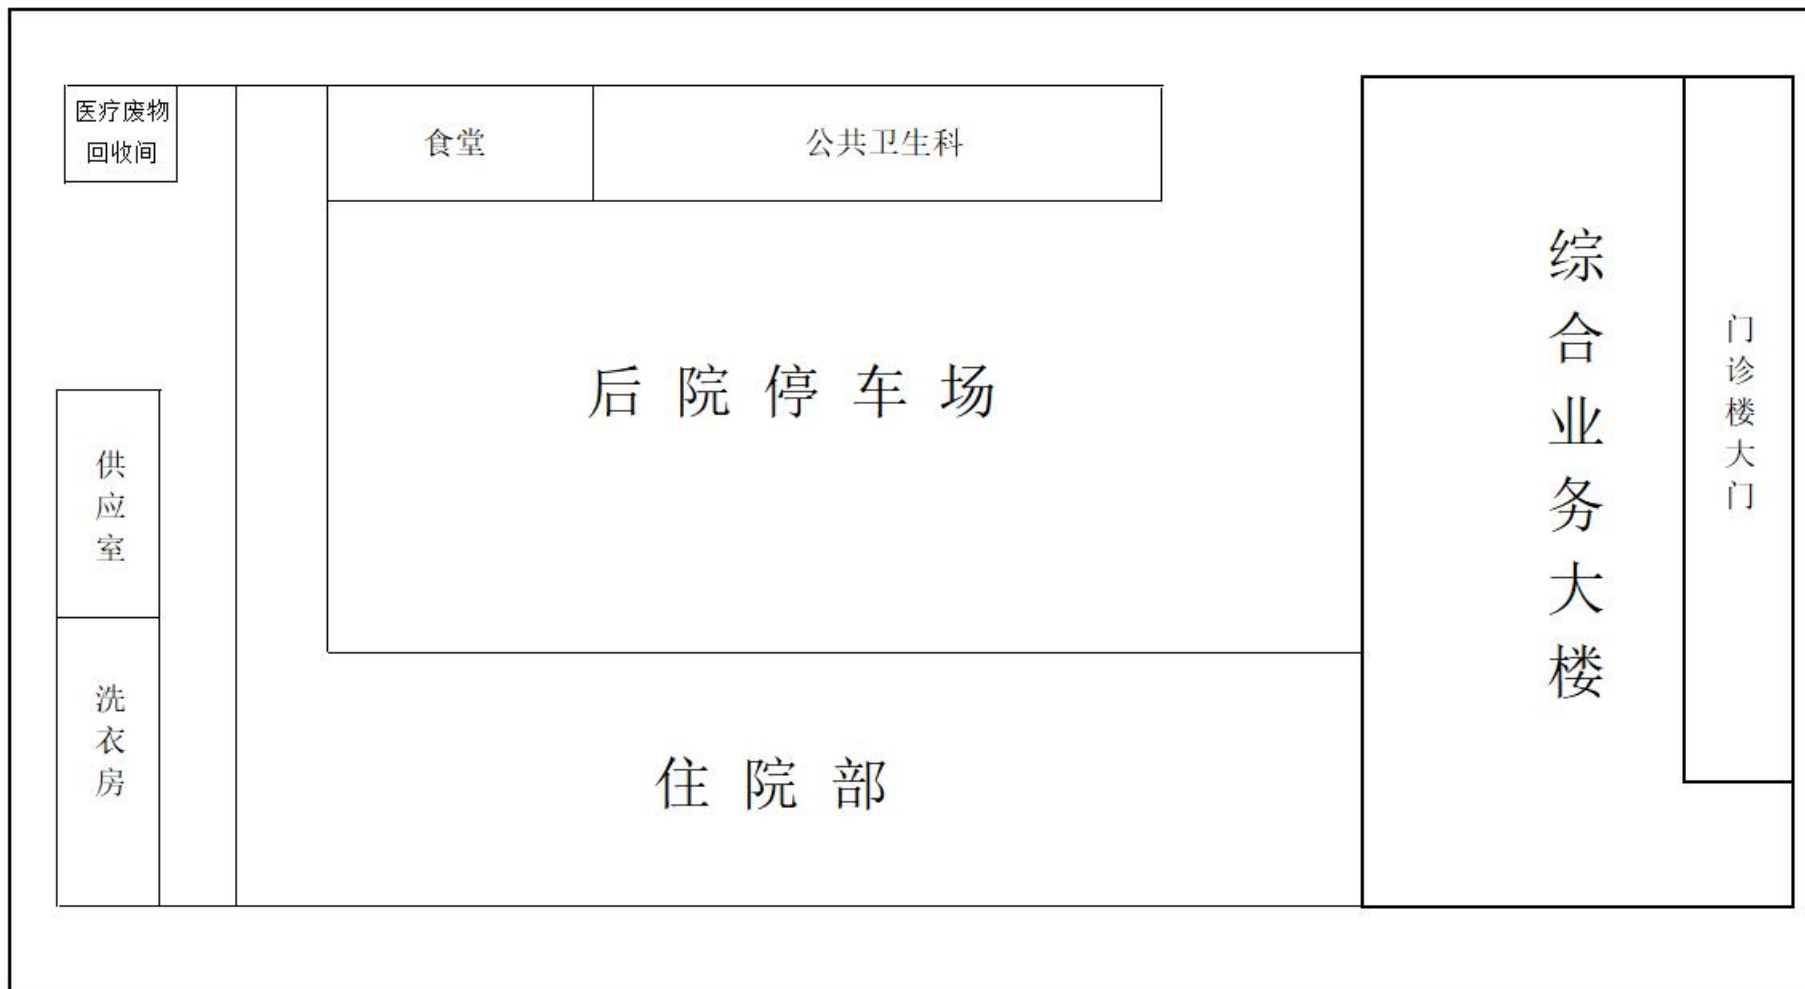 医疗废物
回收间
食堂
公共卫生科
综合业务大楼
门诊楼大门
后院停车场
供应室
洗衣房
住院部